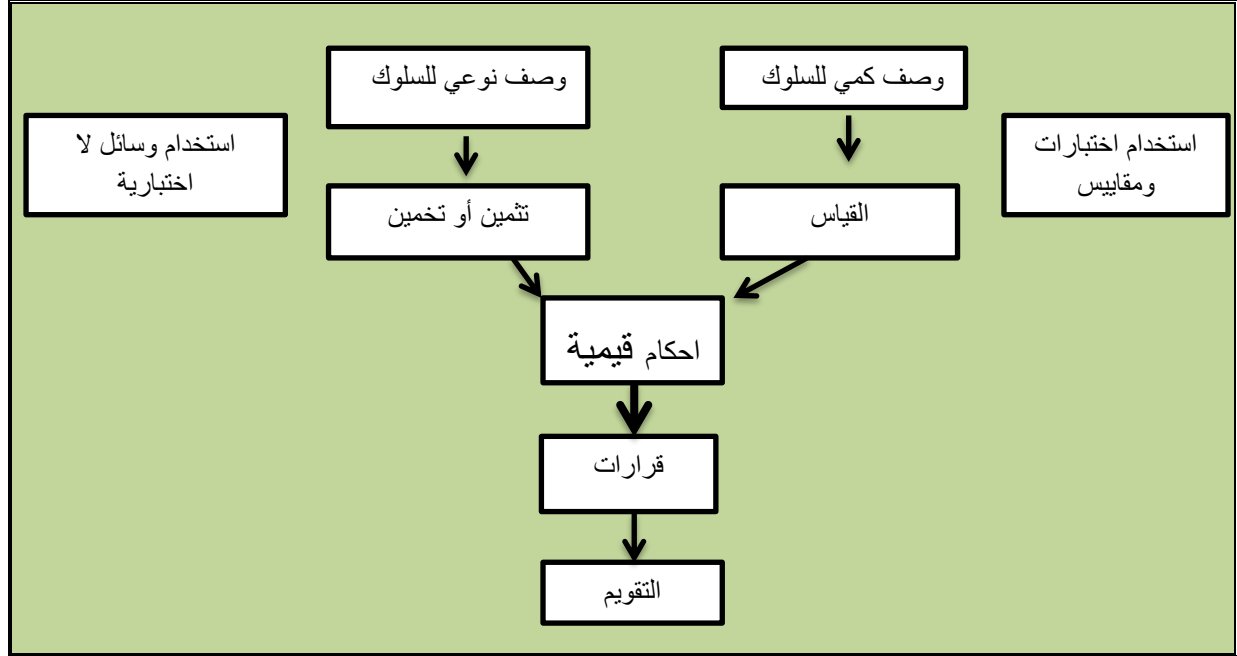 وصف كمي للسلوك
وصف نوعي للسلوك
استخدام اختبارات
ومقاييس
استخدام وسائل لا
اختبارية
القياس
تثمين أو تخمين
احكام قيمية
قرارات
التقويم